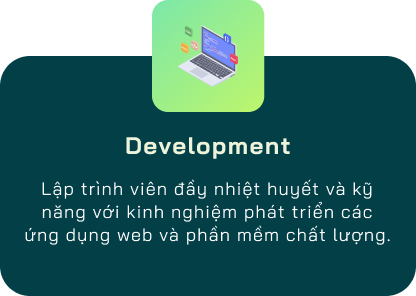 Development
Lập trình viên đầy nhiệt huyết và kỹ
năng với kinh nghiệm phát triển các
ứng dụng web và phần mềm chất lượng.